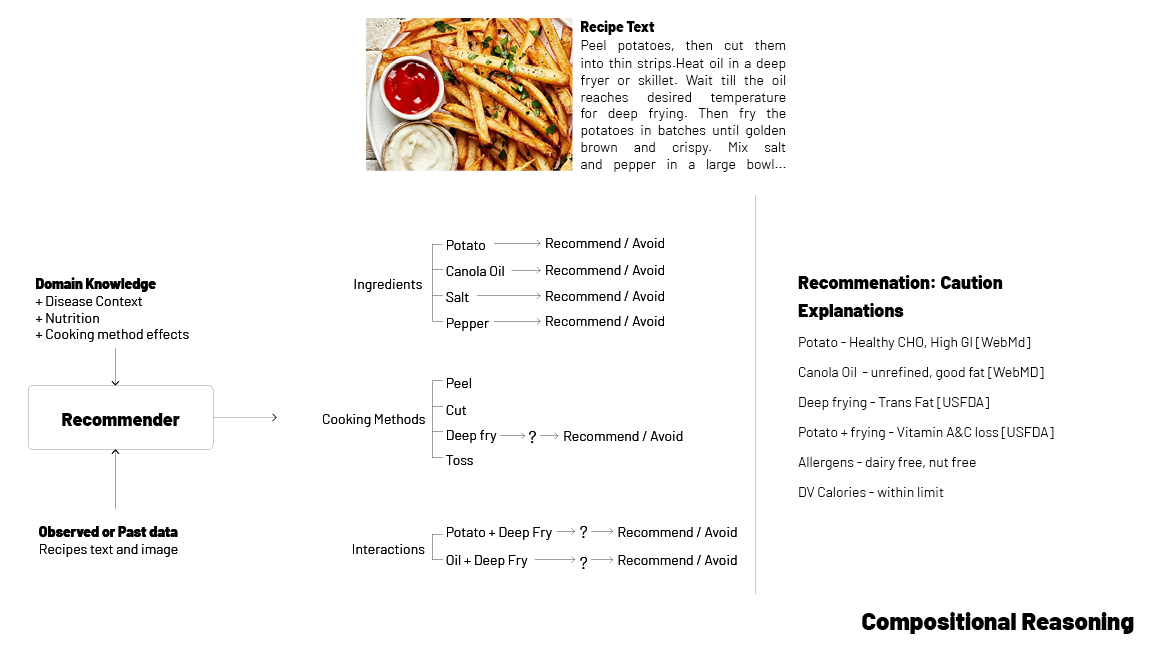 Recipe Text
Peel potatoes, then cut them
into thin strips.Heat oil in a deep
fryer or skillet. Wait till the oil
reaches desired temperature
for deep frying. Then fry the
potatoes in batches until golden
brown and crispy. Mix salt
and pepper in a large bowl...
Domain Knowledge
+ Disease Context
+ Nutrition
+ Cooking method effects
Recommender
Observed or Past data
Recipes text and image
Ingredients
Potato Recommend / Avoid
Canola Oil Recommend / Avoid
Salt Recommend / Avoid
Pepper Recommend / Avoid
Cooking Methods
Peel
Cut
Deep fry ? Recommend / Avoid
Toss
Interactions
Potato + Deep Fry ? Recommend / Avoid
Oil + Deep Fry ? Recommend / Avoid
Recommenation: Caution
Explanations
Potato - Healthy CHO, High GI [WebMd]
Canola Oil - unrefined, good fat [WebMD]
Deep frying - Trans Fat [USFDA]
Potato + frying - Vitamin A&C loss [USFDA]
Allergens - dairy free, nut free
DV Calories - within limit
Compositional Reasoning